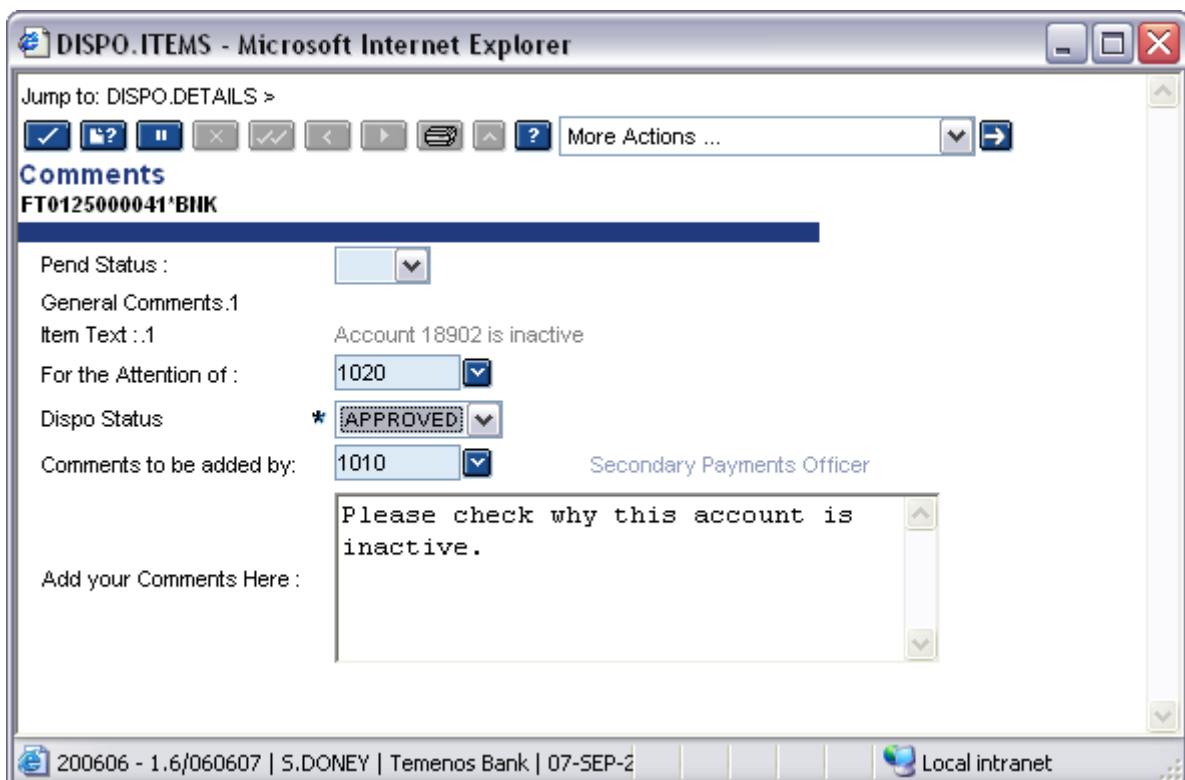 DISPO.ITEMS - Microsoft Internet Explorer
Jump to: DISPO.DETAILS >
More Actions ...
Comments
FT0125000041*BNK
Pend Status :
General Comments.1
Item Text :.1 Account 18902 is inactive
For the Attention of : 1020
Dispo Status * APPROVED
Comments to be added by: 1010 Secondary Payments Officer
Please check why this account is
inactive.
Add your Comments Here :
200606 - 1.6/060607 | S.DONEY | Temenos Bank | 07-SEP-2 Local intranet